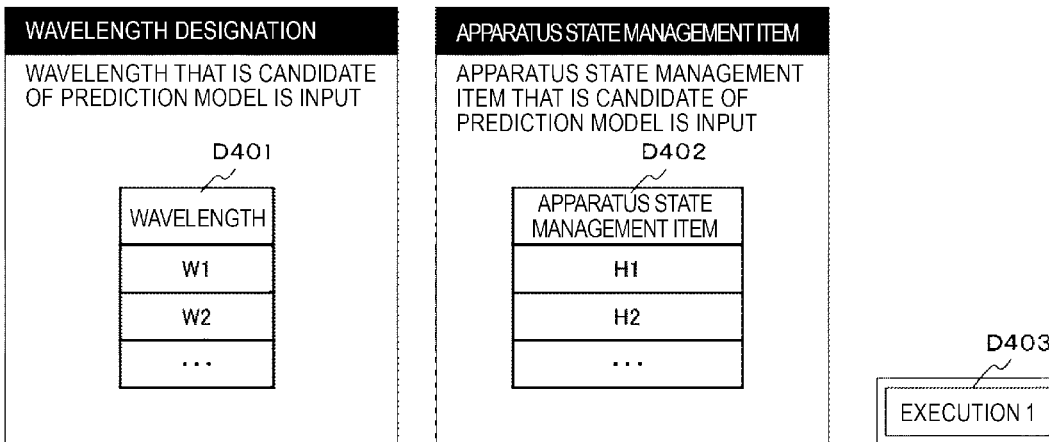 WAVELENGTH DESIGNATION
WAVELENGTH THAT IS CANDIDATE
OF PREDICTION MODEL IS INPUT
D401
WAVELENGTH
W1
W2
...
APPARATUS STATE MANAGEMENT ITEM
APPARATUS STATE MANAGEMENT
ITEM THAT IS CANDIDATE OF
PREDICTION MODEL IS INPUT
D402
APPARATUS STATE
MANAGEMENT ITEM
H1
H2
...
D403
EXECUTION 1